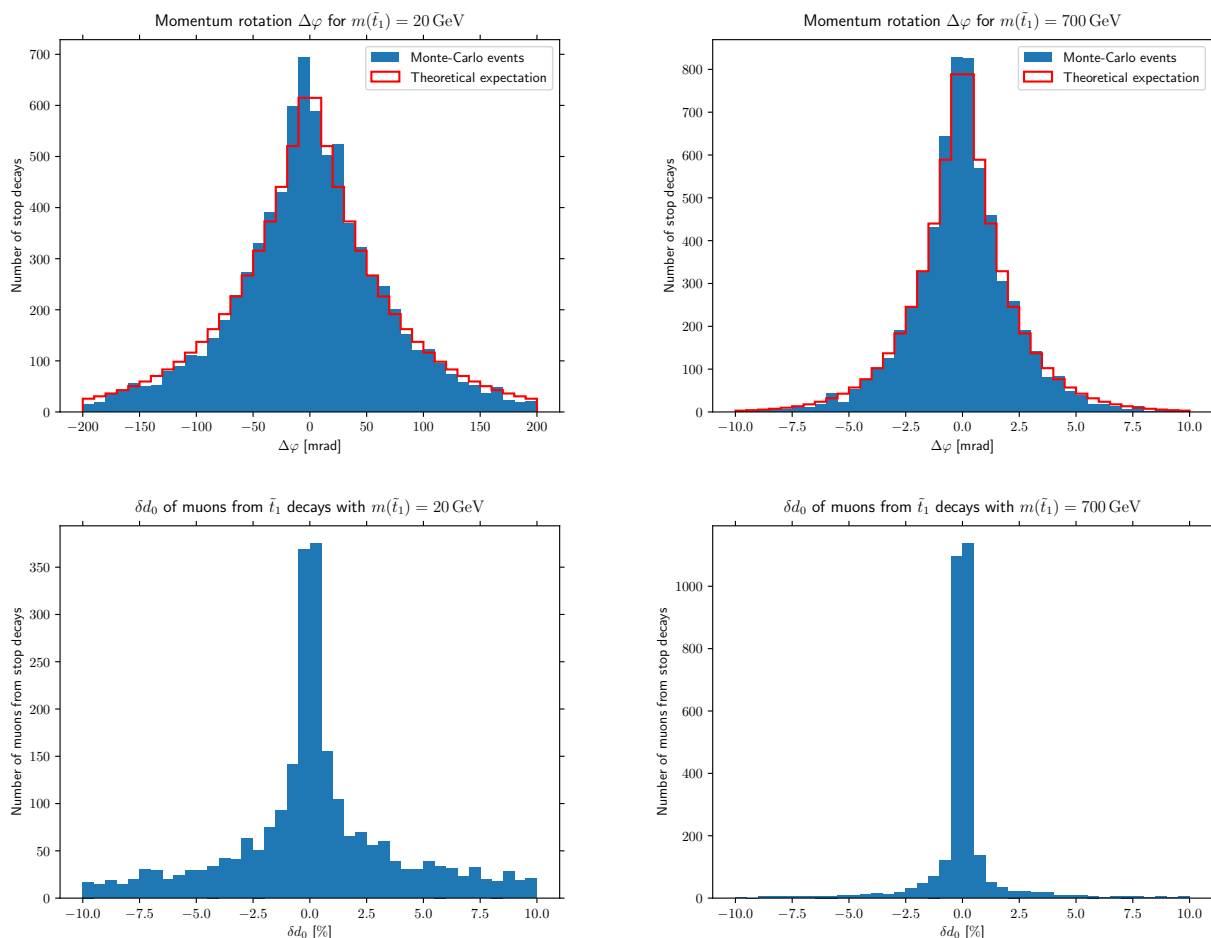 Momentum rotation Δφ for m(t̃₁) = 20 GeV
Monte-Carlo events
Theoretical expectation
Number of stop decays
700
600
500
400
300
200
100
0
−200 −150 −100 −50 0 50 100 150 200
Δφ [mrad]
Momentum rotation Δφ for m(t̃₁) = 700 GeV
Monte-Carlo events
Theoretical expectation
Number of stop decays
800
700
600
500
400
300
200
100
0
−10.0 −7.5 −5.0 −2.5 0.0 2.5 5.0 7.5 10.0
Δφ [mrad]
δd₀ of muons from t̃₁ decays with m(t̃₁) = 20 GeV
Number of muons from stop decays
350
300
250
200
150
100
50
0
−10.0 −7.5 −5.0 −2.5 0.0 2.5 5.0 7.5 10.0
δd₀ [%]
δd₀ of muons from t̃₁ decays with m(t̃₁) = 700 GeV
Number of muons from stop decays
1000
800
600
400
200
0
−10.0 −7.5 −5.0 −2.5 0.0 2.5 5.0 7.5 10.0
δd₀ [%]